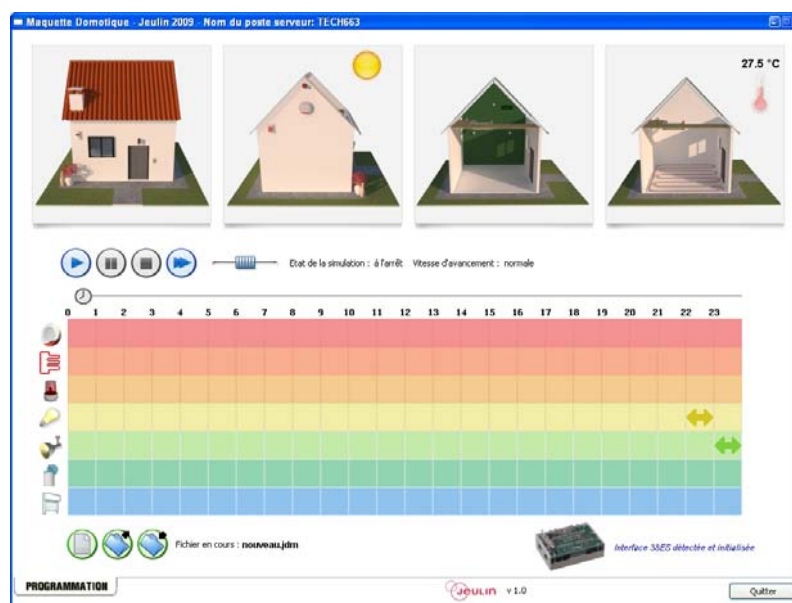 Maquette Domotique - Jeulin 2009 - Nom du poste serveur: TECH663
27.5 °C
Etat de la simulation : à l'arrêt Vitesse d'avancement : normale
0 1 2 3 4 5 6 7 8 9 10 11 12 13 14 15 16 17 18 19 20 21 22 23
Fichier en cours : nouveau.jdm
Interface 38ES détectée et initialisée
PROGRAMMATION
Jeulin v 1.0
Quitter